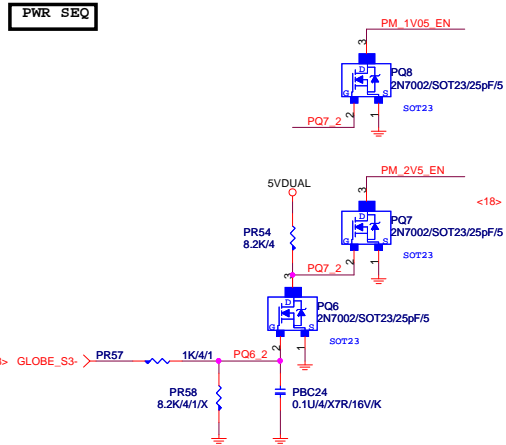 PWR SEQ
PM_1V05_EN
3
D
PQ8
2N7002/SOT23/25pF/5
G
S
SOT23
2
1
PQ7_2
PM_2V5_EN
5VDUAL
3
<18>
D
PQ7
2N7002/SOT23/25pF/5
PR54
8.2K/4
G
S
SOT23
2
1
PQ7_2
3
D
PQ6
2N7002/SOT23/25pF/5
G
S
SOT23
2
1
> GLOBE_S3- PR57 1K/4/1 PQ6_2
PR58
8.2K/4/1/X
PBC24
0.1U/4/X7R/16V/K